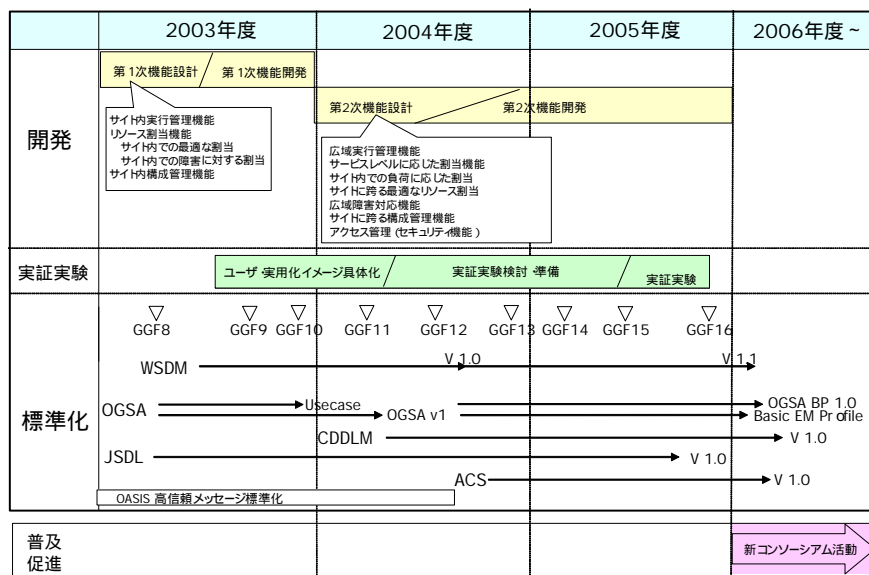 2003年度
2004年度
2005年度
2006年度~
開発
第1次機能設計
第1次機能開発
第2次機能設計
第2次機能開発
サイト内実行管理機能
リソース割当機能
サイト内での最適な割当
サイト内での障害に対する割当
サイト内構成管理機能
広域実行管理機能
サービスレベルに応じた割当機能
サイト内での負荷に応じた割当
サイトに跨る最適なリソース割当
広域障害対応機能
サイトに跨る構成管理機能
アクセス管理(セキュリティ機能)
実証実験
ユーザ・実用化イメージ具体化
実証実験検討・準備
実証実験
標準化
▽ ▽ ▽ ▽ ▽ ▽ ▽ ▽ ▽
GGF8 GGF9 GGF10 GGF11 GGF12 GGF13 GGF14 GGF15 GGF16
WSDM V 1.0 V 1.1
OGSA Usecase OGSA BP 1.0
OGSA v1 Basic EM Profile
CDDLM V 1.0
JSDL V 1.0
ACS V 1.0
OASIS 高信頼メッセージ標準化
普及
促進
新コンソーシアム活動